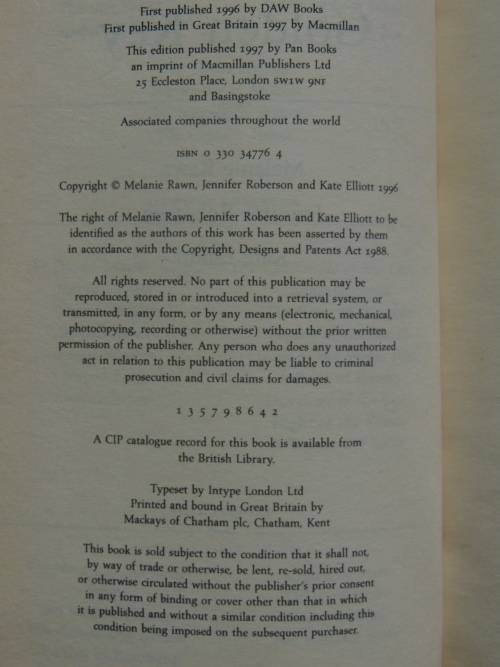 First published 1996 by DAW Books
First published in Great Britain 1997 by Macmillan
This edition published 1997 by Pan Books
an imprint of Macmillan Publishers Ltd
25 Eccleston Place, London SW1W 9NF
and Basingstoke
Associated companies throughout the world
ISBN 0 330 34776 4
Copyright © Melanie Rawn, Jennifer Roberson and Kate Elliott 1996
The right of Melanie Rawn, Jennifer Roberson and Kate Elliott to be
identified as the authors of this work has been asserted by them
in accordance with the Copyright, Designs and Patents Act 1988.
All rights reserved. No part of this publication may be
reproduced, stored in or introduced into a retrieval system, or
transmitted, in any form, or by any means (electronic, mechanical,
photocopying, recording or otherwise) without the prior written
permission of the publisher. Any person who does any unauthorized
act in relation to this publication may be liable to criminal
prosecution and civil claims for damages.
1 3 5 7 9 8 6 4 2
A CIP catalogue record for this book is available from
the British Library.
Typeset by Intype London Ltd
Printed and bound in Great Britain by
Mackays of Chatham plc, Chatham, Kent
This book is sold subject to the condition that it shall not,
by way of trade or otherwise, be lent, re-sold, hired out,
or otherwise circulated without the publisher's prior consent
in any form of binding or cover other than that in which
it is published and without a similar condition including this
condition being imposed on the subsequent purchaser.